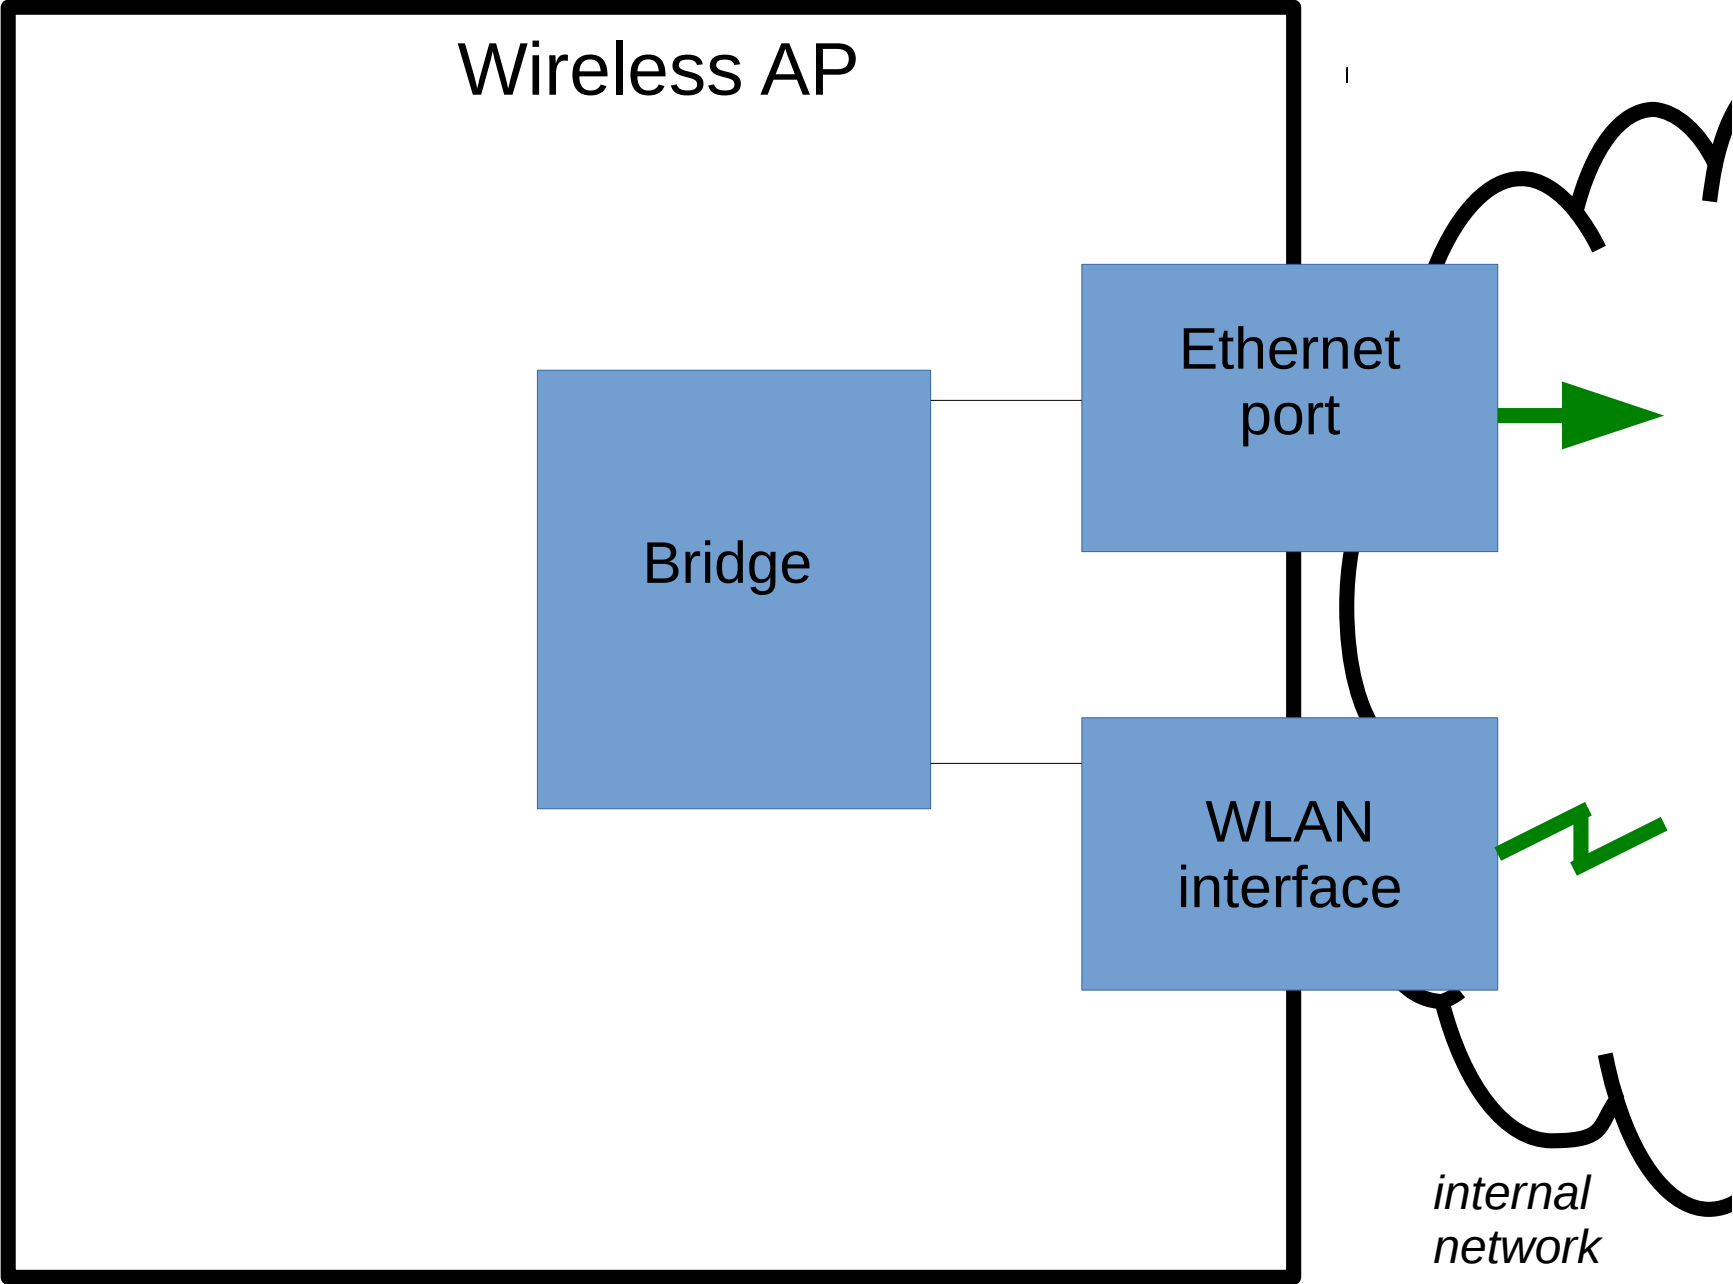 Wireless AP
Ethernet
port
Bridge
WLAN
interface
internal
network